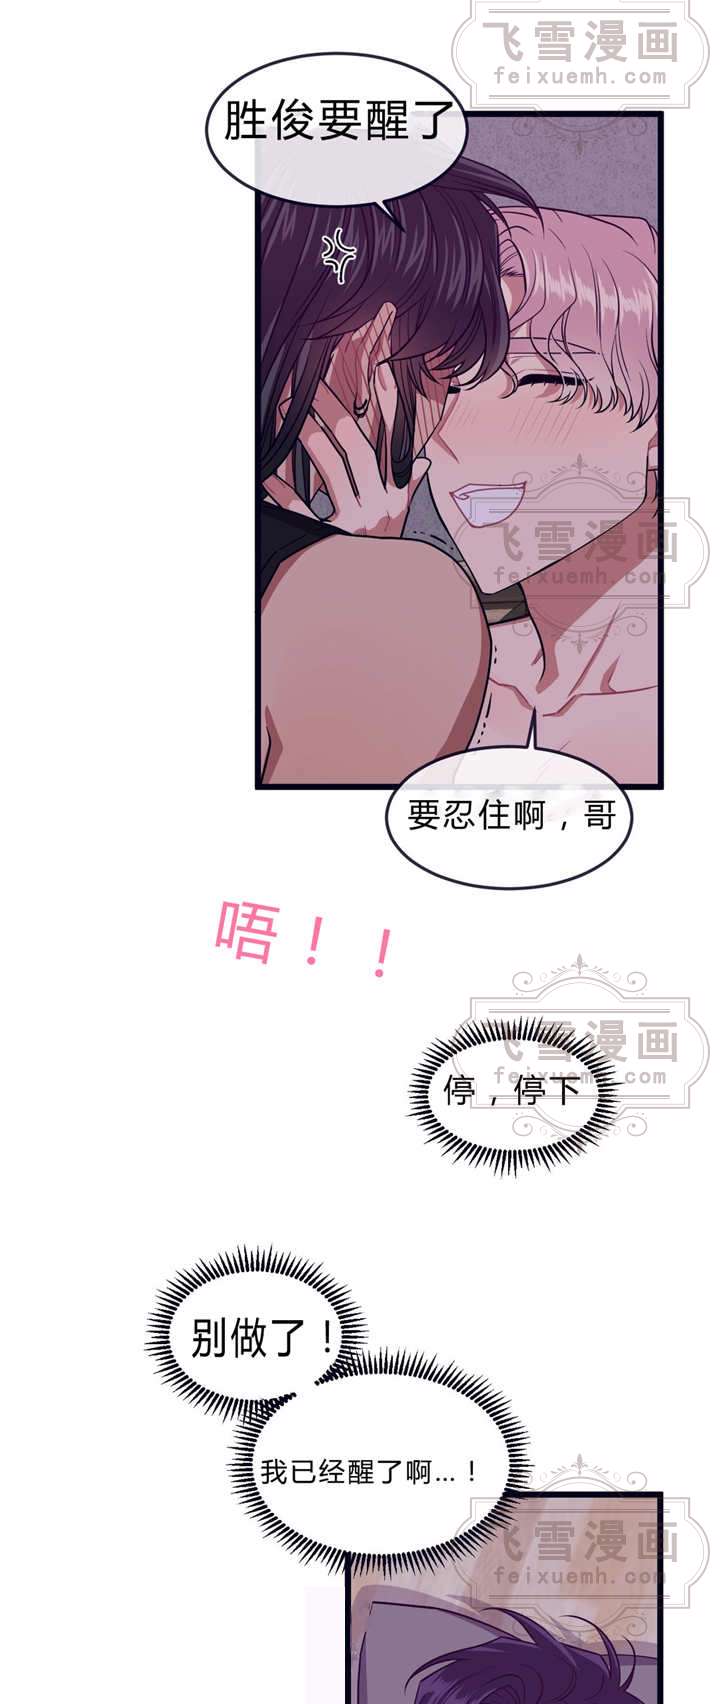 飞雪漫画
feixuemh.com
胜俊要醒了
飞雪漫画
feixuemh.com
要忍住啊，哥
唔！！
飞雪漫画
feixuemh.com
停，停下
别做了！
我已经醒了啊…！
飞雪漫画
feixuemh.com